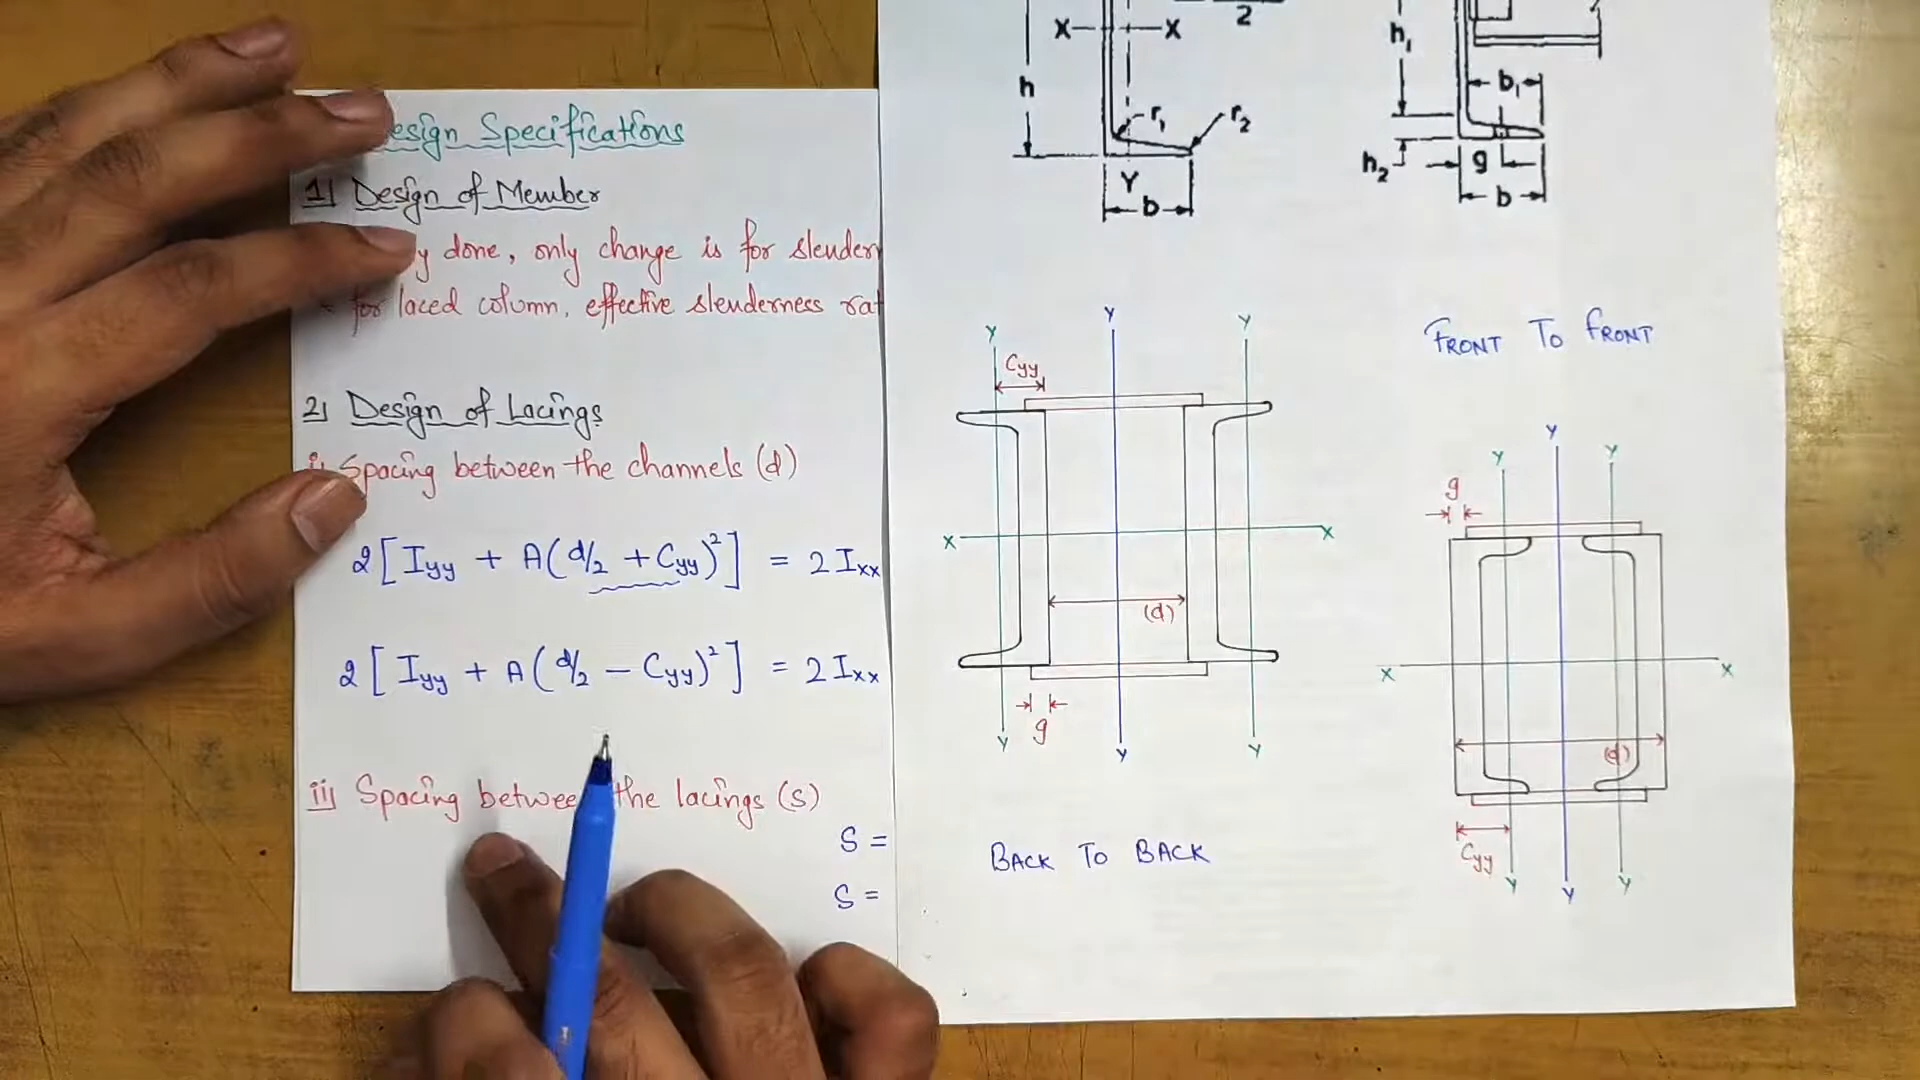 esign Specifications
1) Design of Member
y done, only change is for slender
for laced column, effective slenderness rat
2) Design of Lacings
i) Spacing between the channels (d)
2[Iyy + A(d/2 + Cyy)²] = 2Ixx
2[Iyy + A(d/2 − Cyy)²] = 2Ixx
ii) Spacing between the lacings (S)
S =
S =
2
X X
h
r₁ r₂
Y
b
h₁
b₁
h₂ g
b
Y Y Y
Cyy
X X
(d)
g
Y Y Y
BACK TO BACK
FRONT TO FRONT
Y Y Y
g
X X
(d)
Cyy
Y Y Y